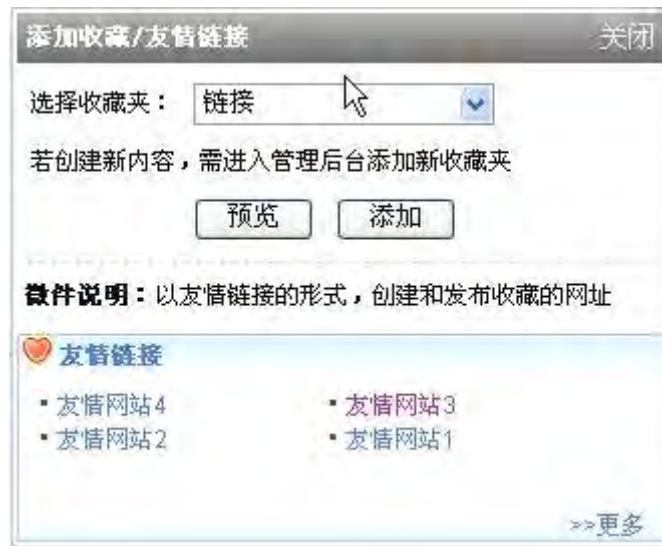 添加收藏/友情链接 关闭
选择收藏夹： 链接
若创建新内容，需进入管理后台添加新收藏夹
预览 添加
微件说明：以友情链接的形式，创建和发布收藏的网址
友情链接
▪友情网站4 ▪友情网站3
▪友情网站2 ▪友情网站1
>>更多